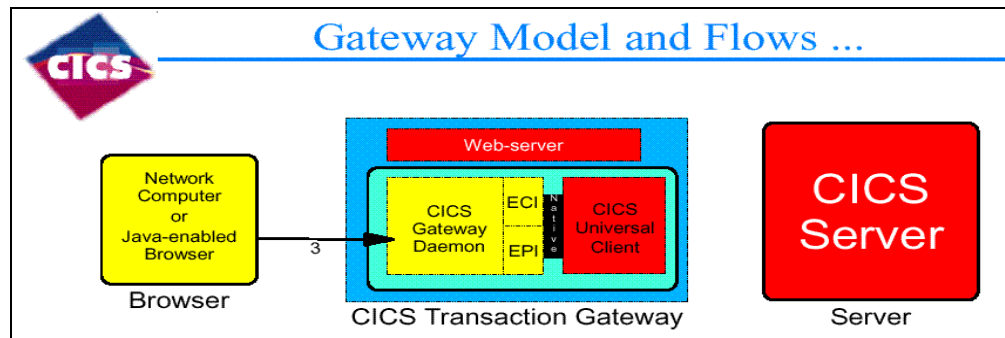 Gateway Model and Flows ...
CICS
Network
Computer
or
Java-enabled
Browser
Browser
3
Web-server
CICS
Gateway
Daemon
ECI
EPI
Native
CICS
Universal
Client
CICS Transaction Gateway
CICS
Server
Server